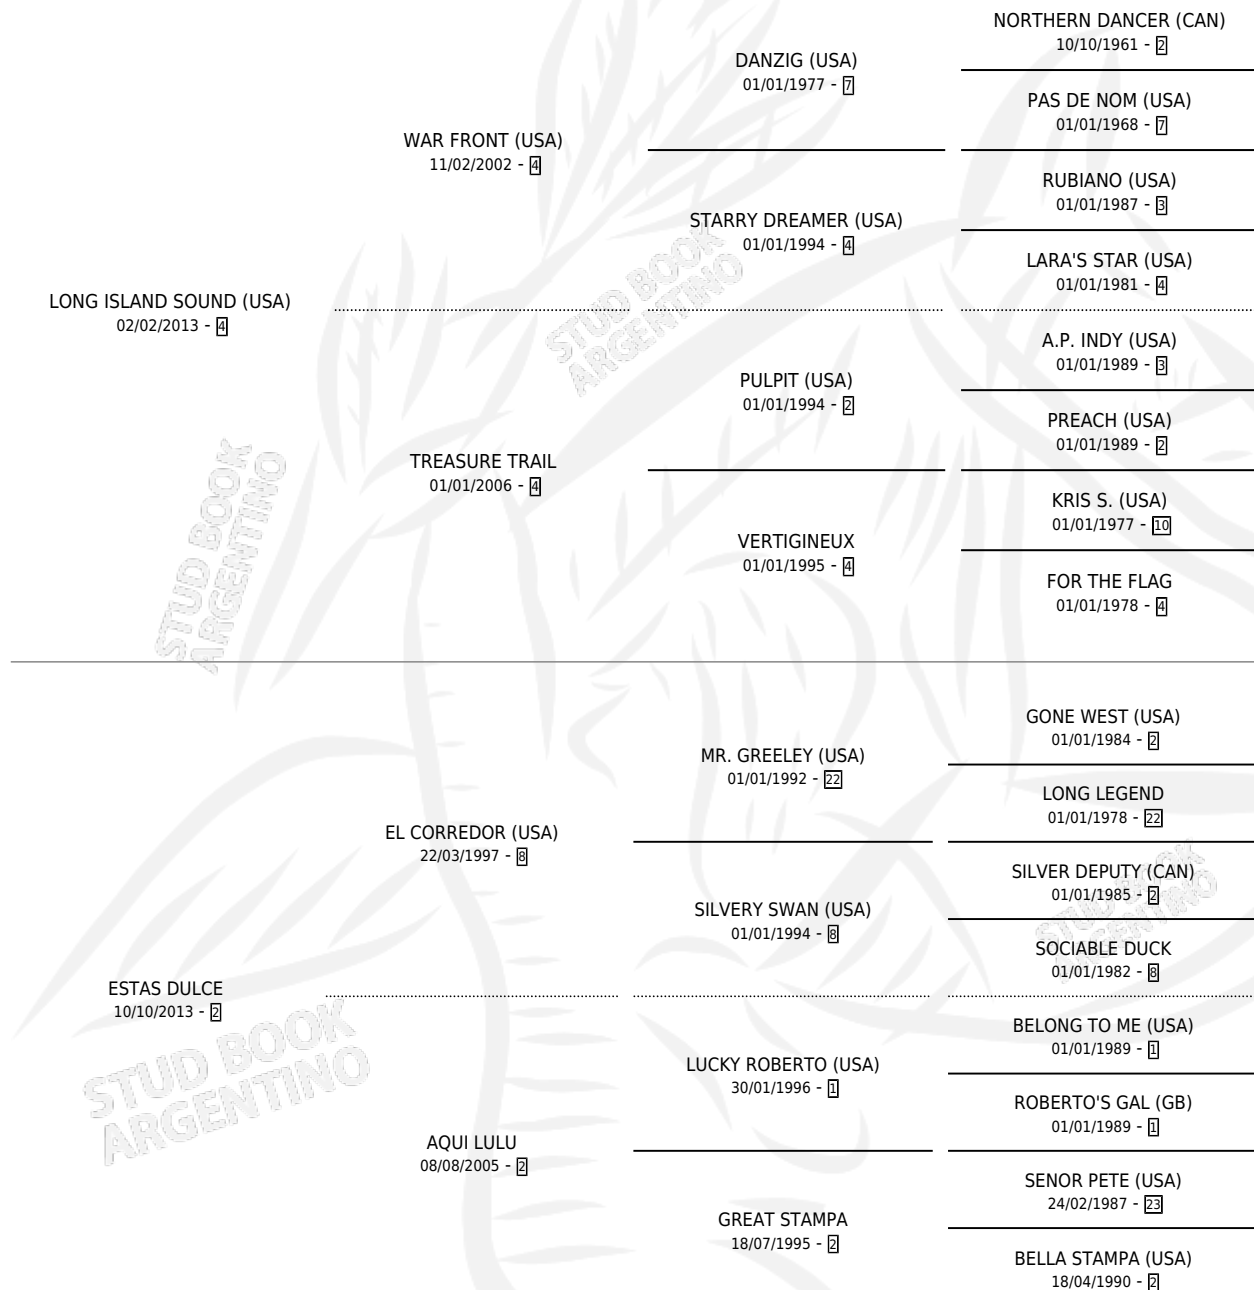 NORTHERN DANCER (CAN)
10/10/1961 - 2
DANZIG (USA)
01/01/1977 - 7
PAS DE NOM (USA)
01/01/1968 - 7
WAR FRONT (USA)
11/02/2002 - 4
RUBIANO (USA)
01/01/1987 - 3
STARRY DREAMER (USA)
01/01/1994 - 4
LARA'S STAR (USA)
01/01/1981 - 4
LONG ISLAND SOUND (USA)
02/02/2013 - 4
STUD BOOK
ARGENTINO
A.P. INDY (USA)
01/01/1989 - 3
PULPIT (USA)
01/01/1994 - 2
PREACH (USA)
01/01/1989 - 2
TREASURE TRAIL
01/01/2006 - 4
KRIS S. (USA)
01/01/1977 - 10
VERTIGINEUX
01/01/1995 - 4
FOR THE FLAG
01/01/1978 - 4
STUD BOOK
ARGENTINO
GONE WEST (USA)
01/01/1984 - 2
MR. GREELEY (USA)
01/01/1992 - 22
LONG LEGEND
01/01/1978 - 22
EL CORREDOR (USA)
22/03/1997 - 8
SILVER DEPUTY (CAN)
01/01/1985 - 2
SILVERY SWAN (USA)
01/01/1994 - 8
SOCIABLE DUCK
01/01/1982 - 8
STUD BOOK
ARGENTINO
ESTAS DULCE
10/10/2013 - 2
STUD BOOK
ARGENTINO
BELONG TO ME (USA)
01/01/1989 - 1
LUCKY ROBERTO (USA)
30/01/1996 - 1
ROBERTO'S GAL (GB)
01/01/1989 - 1
AQUI LULU
08/08/2005 - 2
SENOR PETE (USA)
24/02/1987 - 23
GREAT STAMPA
18/07/1995 - 2
BELLA STAMPA (USA)
18/04/1990 - 2